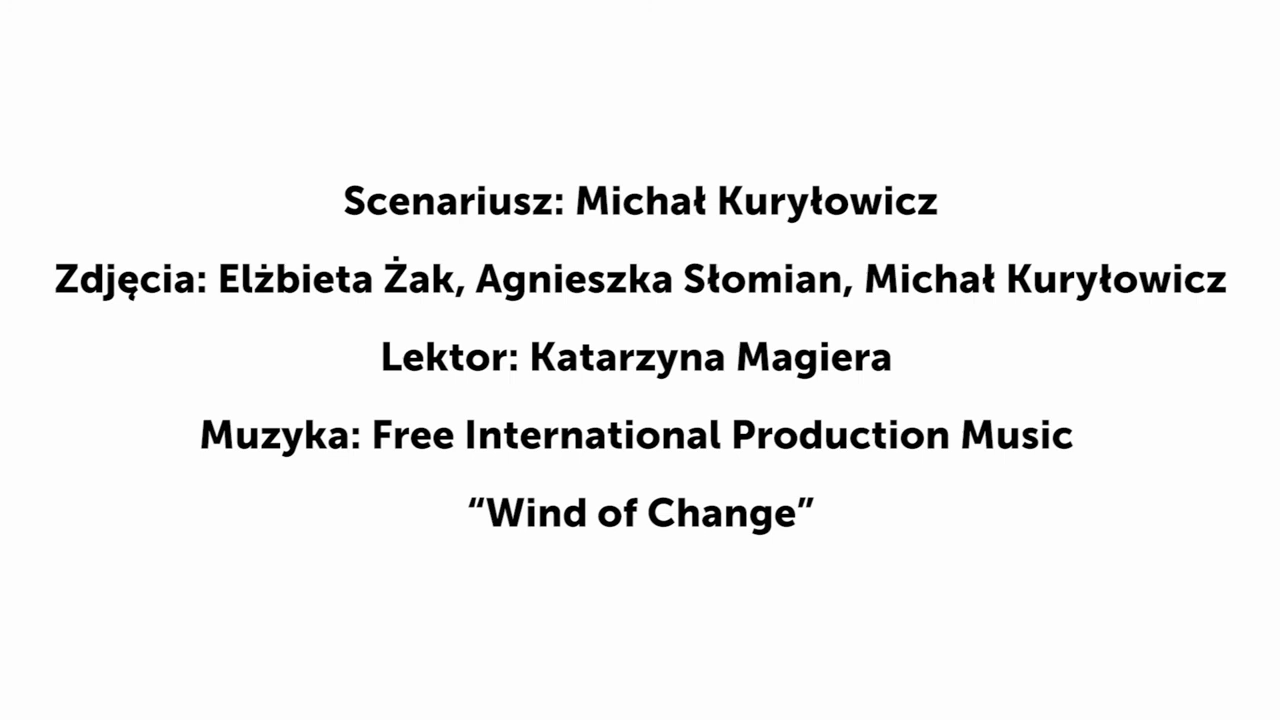 Scenariusz: Michał Kuryłowicz
Zdjęcia: Elżbieta Żak, Agnieszka Słomian, Michał Kuryłowicz
Lektor: Katarzyna Magiera
Muzyka: Free International Production Music
“Wind of Change”